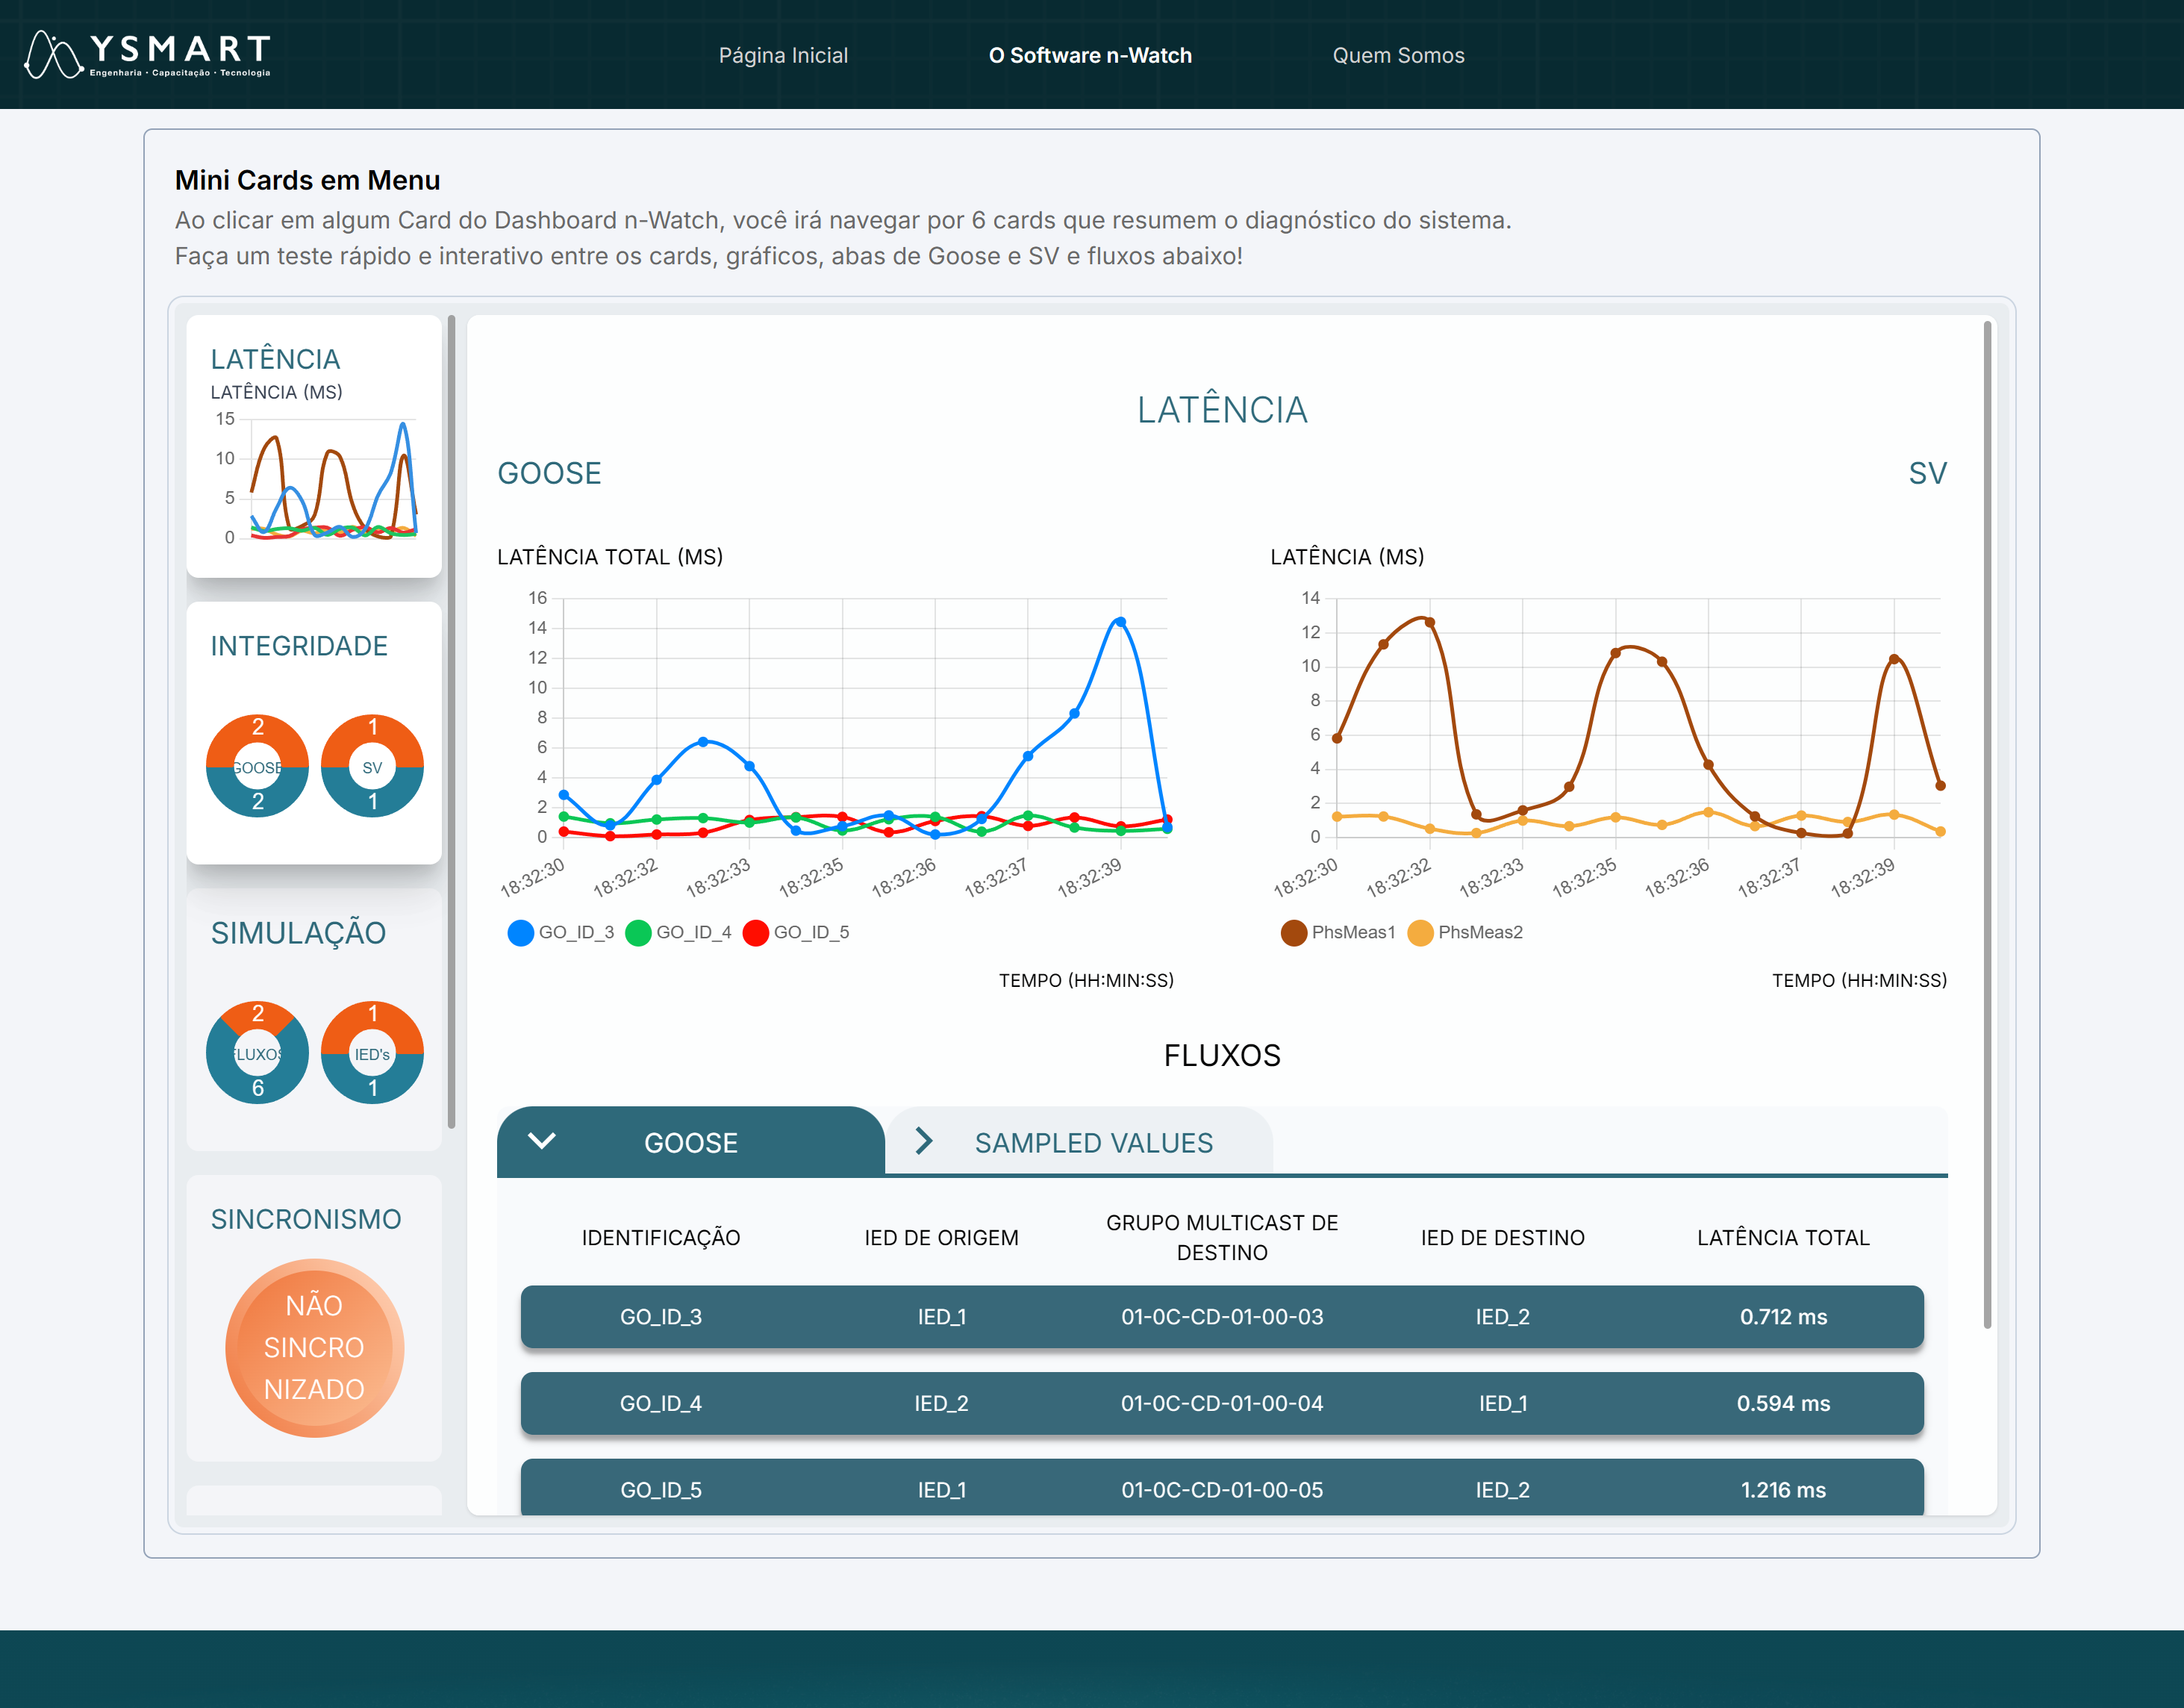 YSMART
Engenharia · Capacitação · Tecnologia
Página Inicial
O Software n-Watch
Quem Somos
Mini Cards em Menu
Ao clicar em algum Card do Dashboard n-Watch, você irá navegar por 6 cards que resumem o diagnóstico do sistema.
Faça um teste rápido e interativo entre os cards, gráficos, abas de Goose e SV e fluxos abaixo!
LATÊNCIA
LATÊNCIA (MS)
15
10
5
0
INTEGRIDADE
2
GOOSE
2
1
SV
1
SIMULAÇÃO
2
FLUXOS
6
1
IED's
1
SINCRONISMO
NÃO
SINCRO
NIZADO
LATÊNCIA
GOOSE
SV
LATÊNCIA TOTAL (MS)
16
14
12
10
8
6
4
2
0
18:32:30
18:32:32
18:32:33
18:32:35
18:32:36
18:32:37
18:32:39
GO_ID_3 GO_ID_4 GO_ID_5
TEMPO (HH:MIN:SS)
LATÊNCIA (MS)
14
12
10
8
6
4
2
0
18:32:30
18:32:32
18:32:33
18:32:35
18:32:36
18:32:37
18:32:39
PhsMeas1 PhsMeas2
TEMPO (HH:MIN:SS)
FLUXOS
GOOSE
SAMPLED VALUES
IDENTIFICAÇÃO
IED DE ORIGEM
GRUPO MULTICAST DE
DESTINO
IED DE DESTINO
LATÊNCIA TOTAL
GO_ID_3 IED_1 01-0C-CD-01-00-03 IED_2 0.712 ms
GO_ID_4 IED_2 01-0C-CD-01-00-04 IED_1 0.594 ms
GO_ID_5 IED_1 01-0C-CD-01-00-05 IED_2 1.216 ms